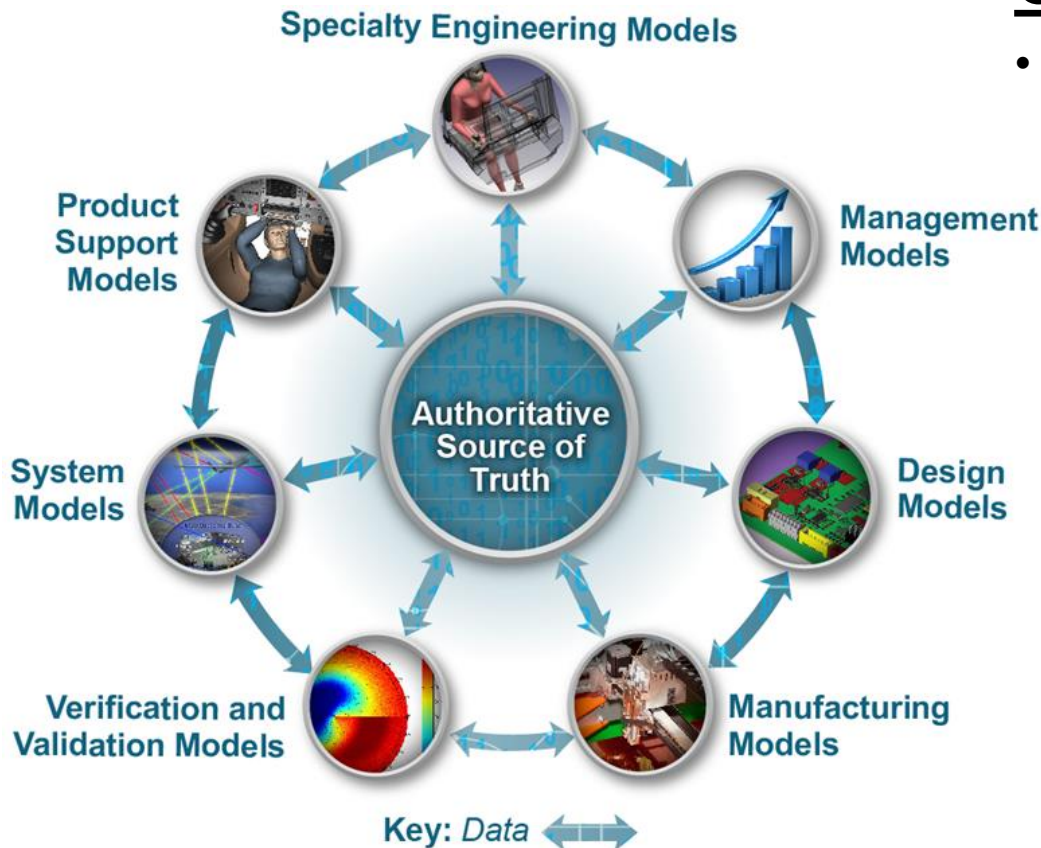 Specialty Engineering Models
•
Product
Support
Models
Management
Models
Authoritative
Source of
Truth
System
Models
Design
Models
Verification and
Validation Models
Manufacturing
Models
Key: Data